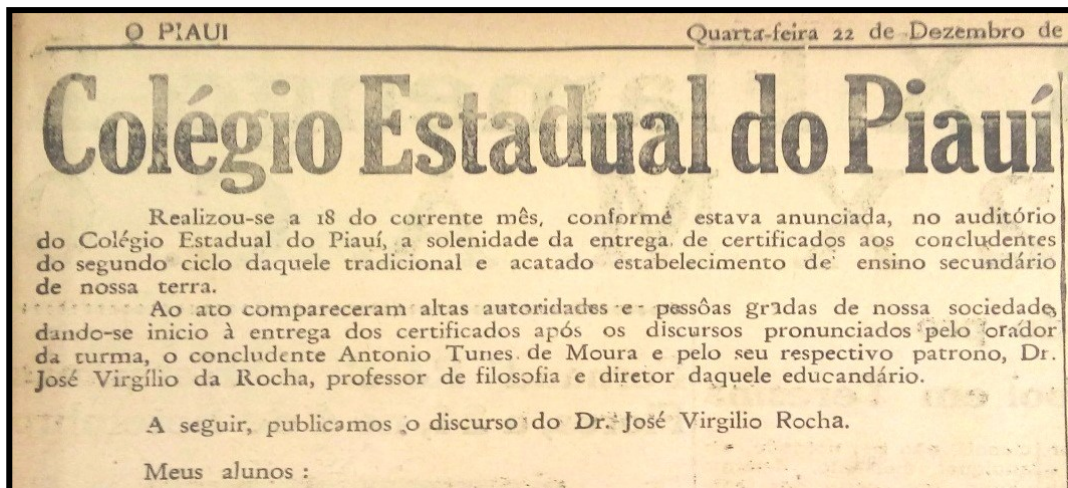 O PIAUI Quarta-feira 22 de Dezembro de
Colégio Estadual do Piauí
Realizou-se a 18 do corrente mês, conforme estava anunciada, no auditório
do Colégio Estadual do Piauí, a solenidade da entrega de certificados aos concludentes
do segundo ciclo daquele tradicional e acatado estabelecimento de ensino secundário
de nossa terra.
Ao ato compareceram altas autoridades e pessôas gradas de nossa sociedade,
dando-se inicio à entrega dos certificados após os discursos pronunciados pelo orador
da turma, o concludente Antonio Tunes de Moura e pelo seu respectivo patrono, Dr.
José Virgílio da Rocha, professor de filosofia e diretor daquele educandário.
A seguir, publicamos o discurso do Dr. José Virgilio Rocha.
Meus alunos :